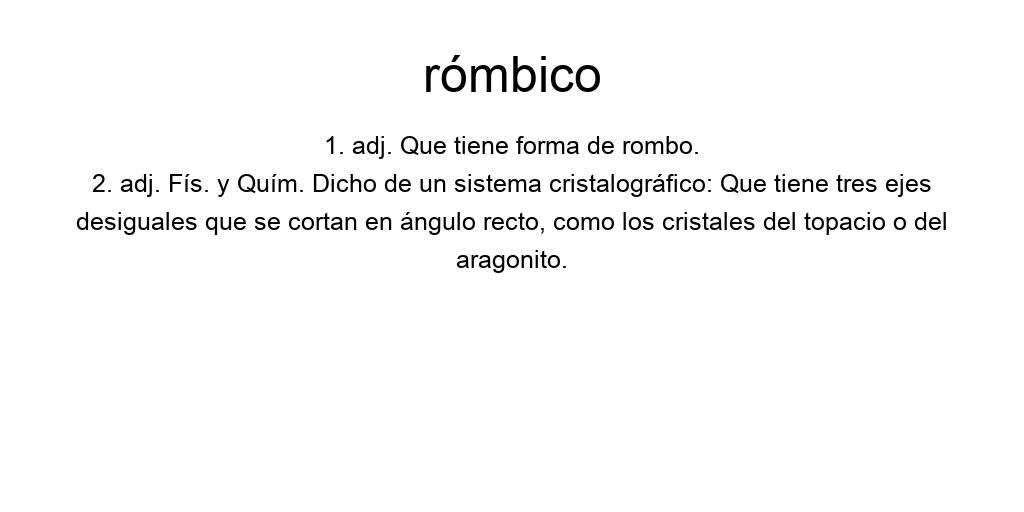 rómbico
1. adj. Que tiene forma de rombo.
2. adj. Fís. y Quím. Dicho de un sistema cristalográfico: Que tiene tres ejes
desiguales que se cortan en ángulo recto, como los cristales del topacio o del
aragonito.